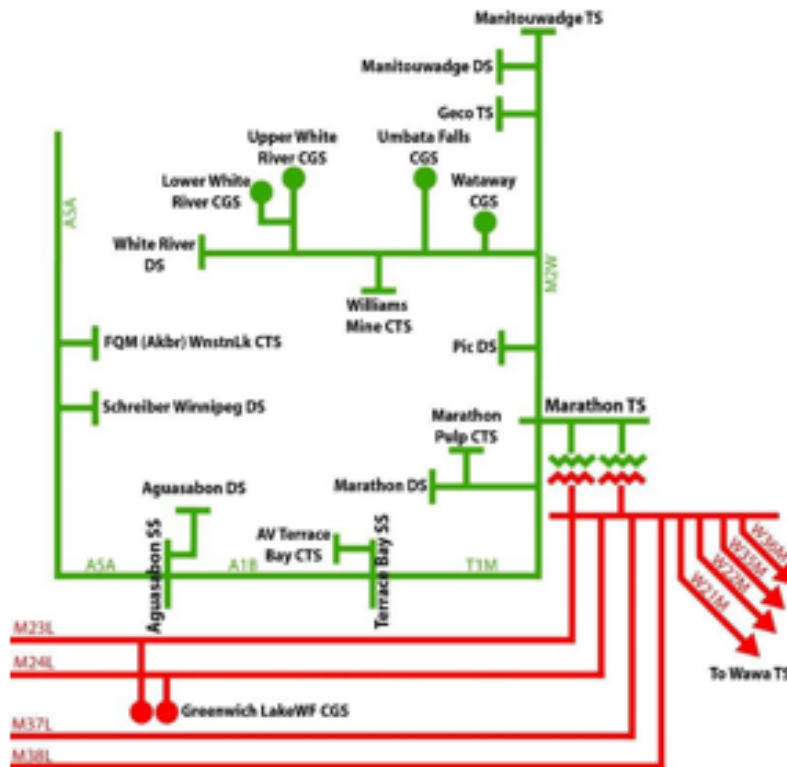 Manitouwadge TS
Manitouwadge DS
Geco TS
Upper White
River CGS
Umbata Falls
CGS
Lower White
River CGS
Wataway
CGS
A5A
White River
DS
M2W
Williams
Mine CTS
FQM (Akbr) WnstnLk CTS
Pic DS
Schreiber Winnipeg DS
Marathon TS
Marathon
Pulp CTS
Aguasabon DS
Marathon DS
AV Terrace
Bay CTS
Aguasabon SS
Terrace Bay SS
A5A
A1B
T1M
W36M
W35M
W22M
W21M
M23L
M24L
To Wawa TS
Greenwich LakeWF CGS
M37L
M38L